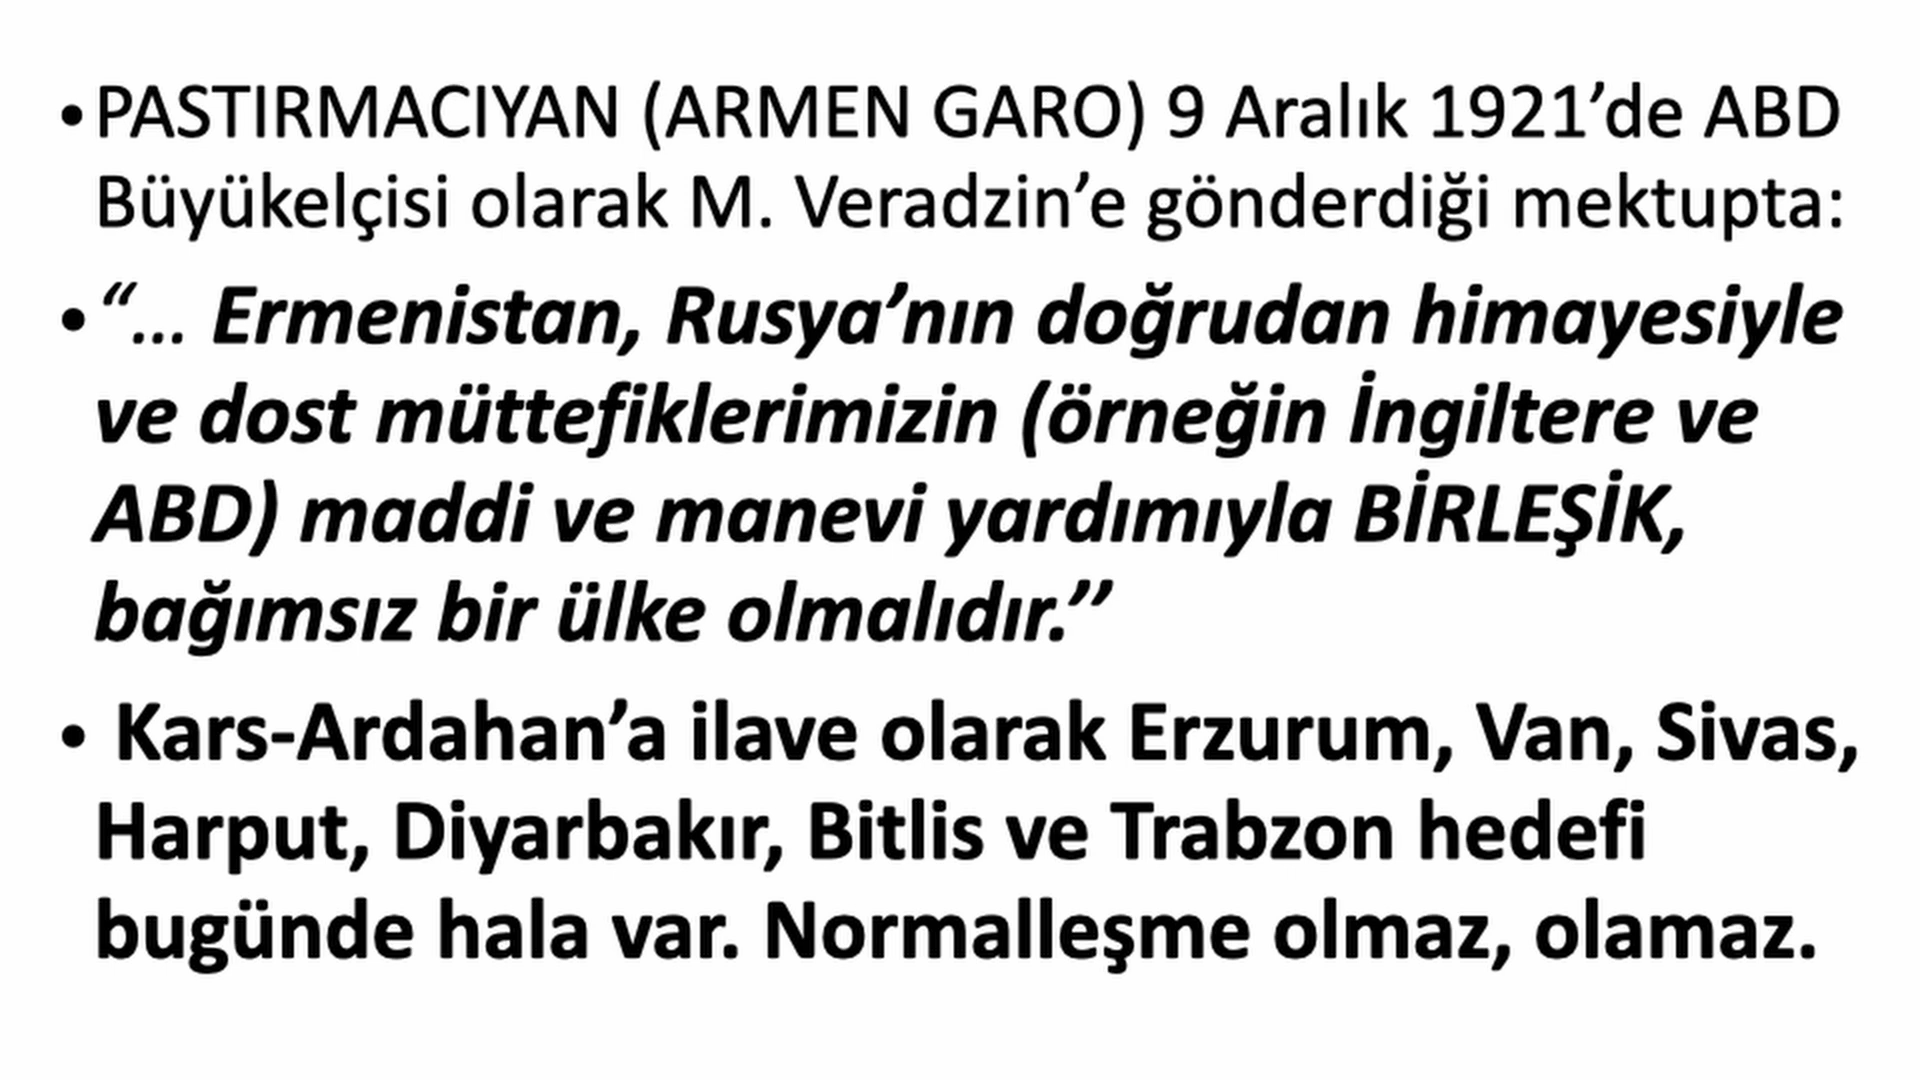 • PASTIRMACIYAN (ARMEN GARO) 9 Aralık 1921’de ABD
Büyükelçisi olarak M. Veradzin’e gönderdiği mektupta:
• “… Ermenistan, Rusya’nın doğrudan himayesiyle
ve dost müttefiklerimizin (örneğin İngiltere ve
ABD) maddi ve manevi yardımıyla BİRLEŞİK,
bağımsız bir ülke olmalıdır.’’
• Kars-Ardahan’a ilave olarak Erzurum, Van, Sivas,
Harput, Diyarbakır, Bitlis ve Trabzon hedefi
bugünde hala var. Normalleşme olmaz, olamaz.